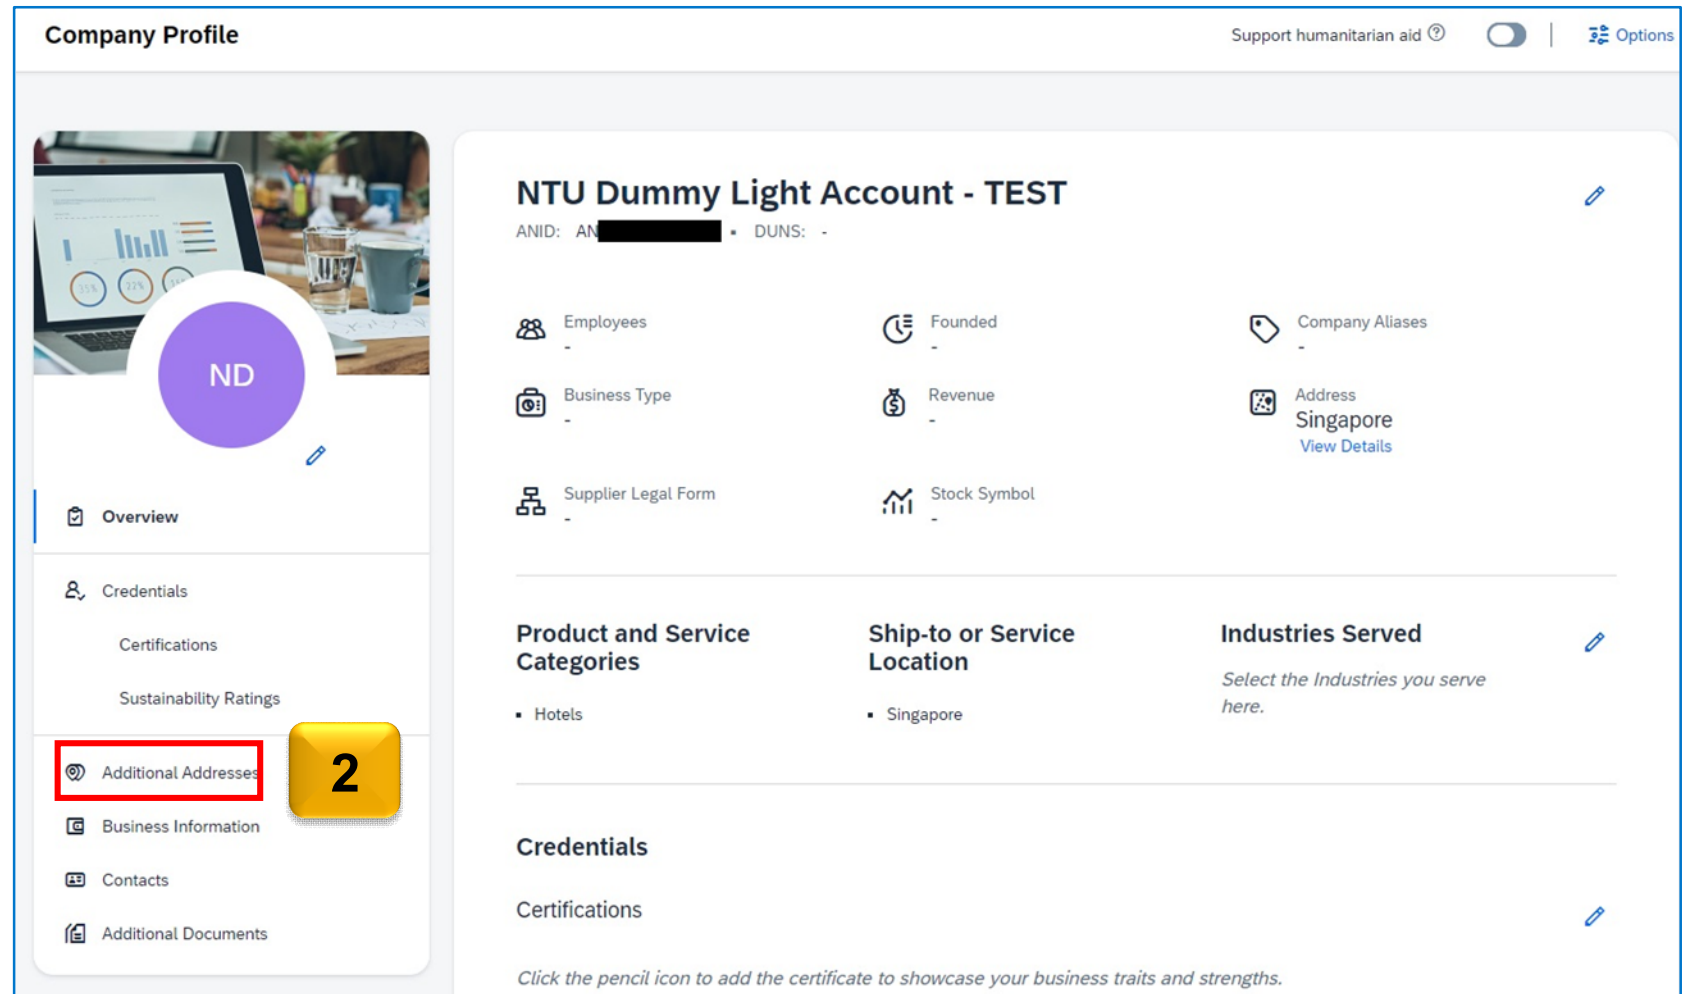 Company Profile
Support humanitarian aid
Options
ND
Overview
Credentials
Certifications
Sustainability Ratings
Additional Addresses
2
Business Information
Contacts
Additional Documents
NTU Dummy Light Account - TEST
ANID: AN ▪ DUNS: -
Employees
-
Founded
-
Company Aliases
-
Business Type
-
Revenue
-
Address
Singapore
View Details
Supplier Legal Form
-
Stock Symbol
-
Product and Service
Categories
▪ Hotels
Ship-to or Service
Location
▪ Singapore
Industries Served
Select the Industries you serve
here.
Credentials
Certifications
Click the pencil icon to add the certificate to showcase your business traits and strengths.